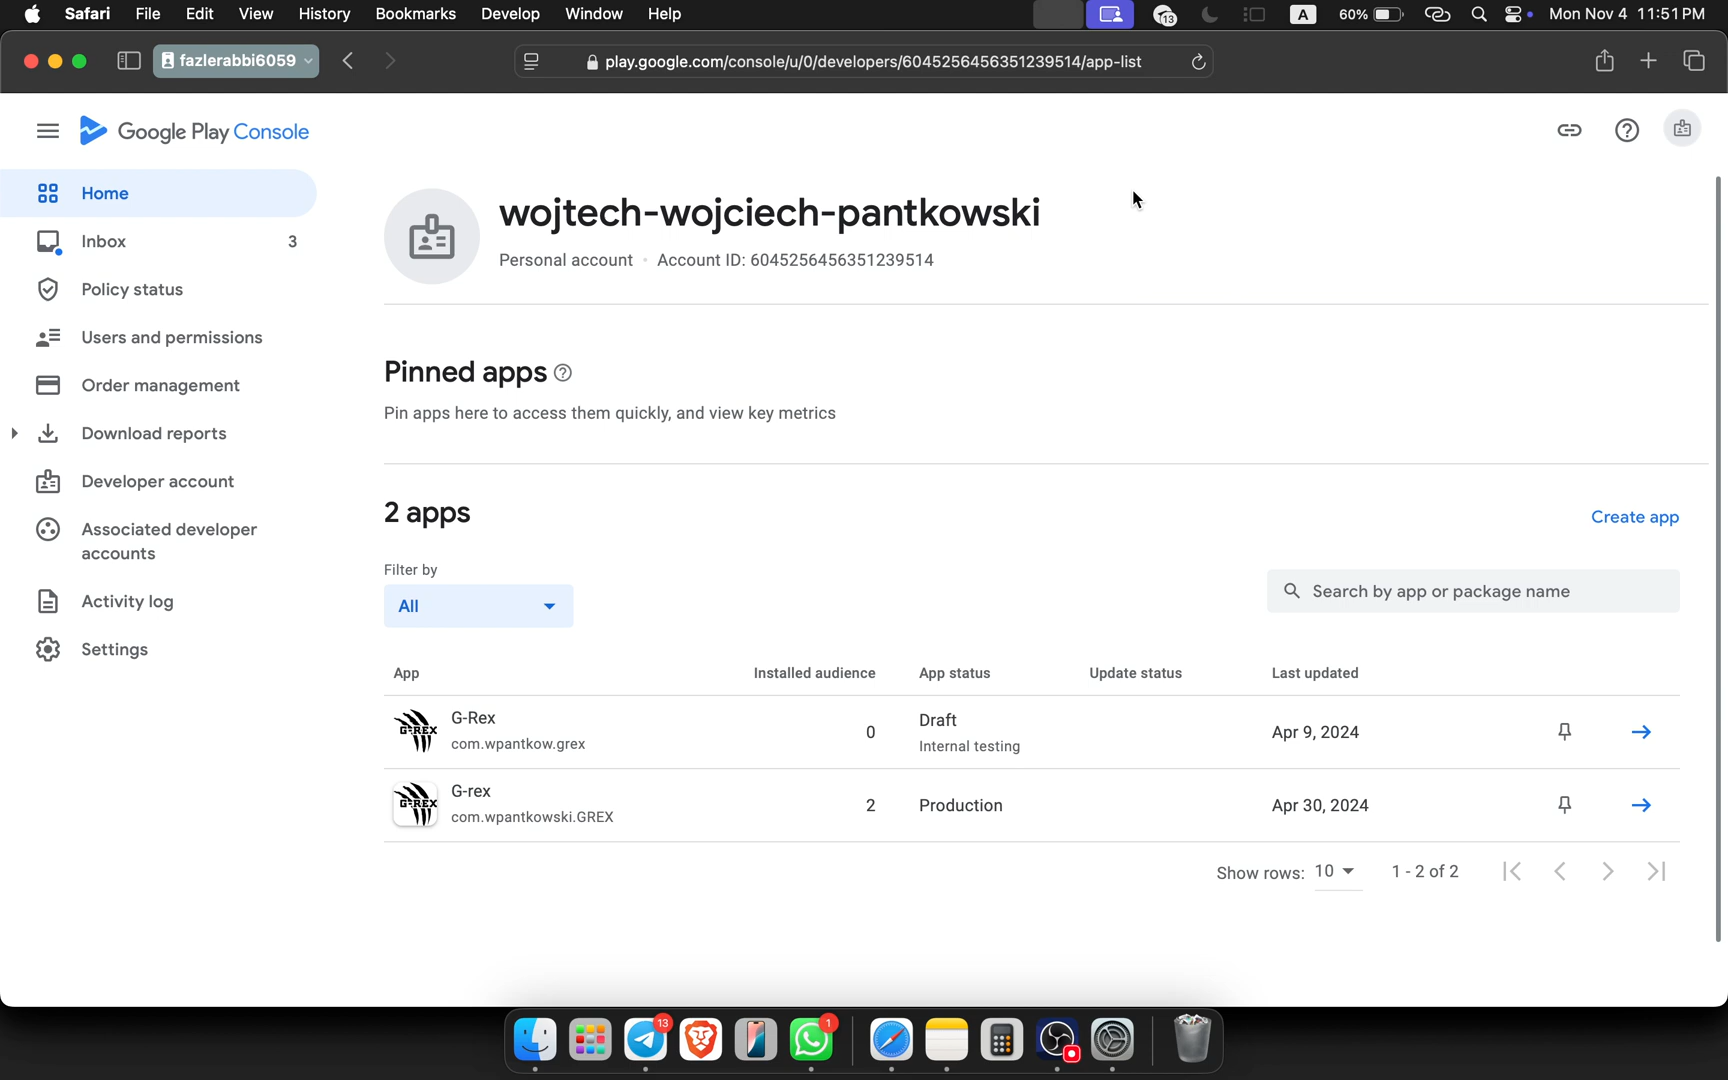 Safari File Edit View History Bookmarks Develop Window Help 13 A 60% Mon Nov 4 11:51 PM
fazlerabbi6059 play.google.com/console/u/0/developers/6045256456351239514/app-list
Google Play Console
Home
Inbox 3
Policy status
Users and permissions
Order management
Download reports
Developer account
Associated developer
accounts
Activity log
Settings
wojtech-wojciech-pantkowski
Personal account · Account ID: 6045256456351239514
Pinned apps ?
Pin apps here to access them quickly, and view key metrics
2 apps
Create app
Filter by
All
Search by app or package name
App Installed audience App status Update status Last updated
G-REX G-Rex 0 Draft Apr 9, 2024
com.wpantkow.grex Internal testing
G-REX G-rex 2 Production Apr 30, 2024
com.wpantkowski.GREX
Show rows: 10 1 - 2 of 2
13 1